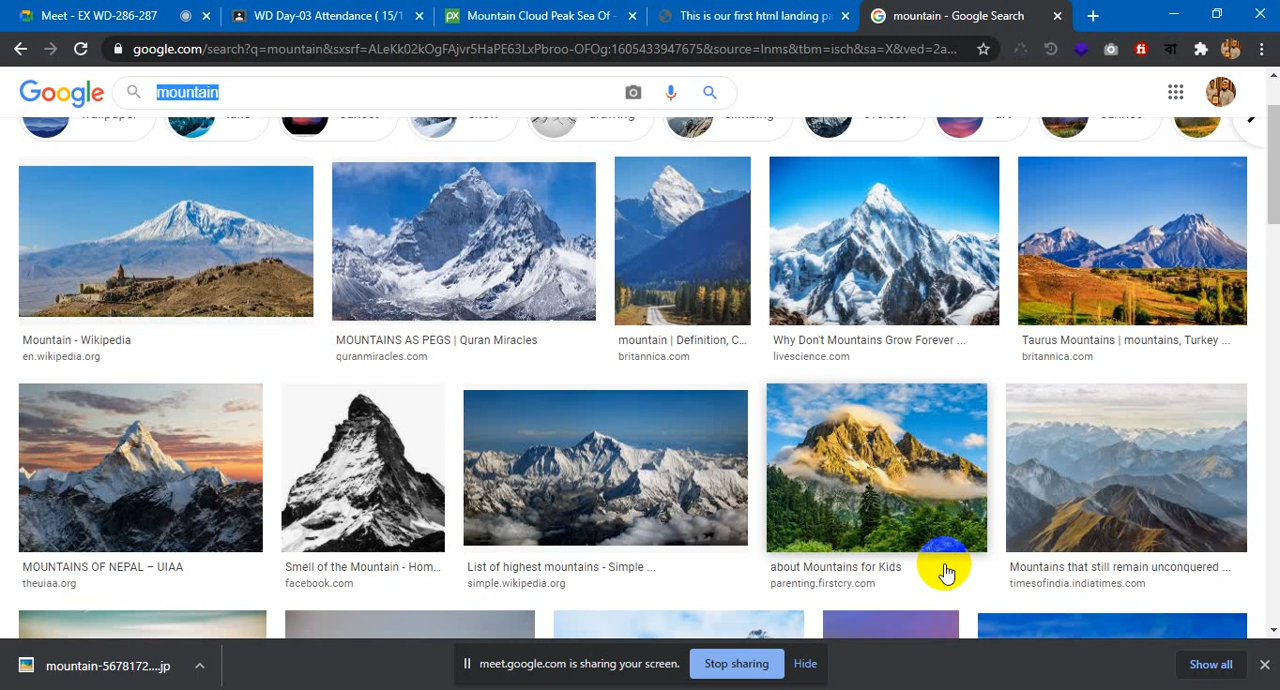 Meet - EX WD-286-287
WD Day-03 Attendance ( 15/1
Mountain Cloud Peak Sea Of -
This is our first html landing pa
mountain - Google Search
google.com/search?q=mountain&sxsrf=ALeKk02kOgFAjvr5HaPE63LxPbroo-OFOg:1605433947675&source=lnms&tbm=isch&sa=X&ved=2a...
Google
mountain
Mountain - Wikipedia
en.wikipedia.org
MOUNTAINS AS PEGS | Quran Miracles
quranmiracles.com
mountain | Definition, C...
britannica.com
Why Don't Mountains Grow Forever ...
livescience.com
Taurus Mountains | mountains, Turkey ...
britannica.com
MOUNTAINS OF NEPAL – UIAA
theuiaa.org
Smell of the Mountain - Hom...
facebook.com
List of highest mountains - Simple ...
simple.wikipedia.org
about Mountains for Kids
parenting.firstcry.com
Mountains that still remain unconquered ...
timesofindia.indiatimes.com
mountain-5678172....jp
meet.google.com is sharing your screen.
Stop sharing
Hide
Show all